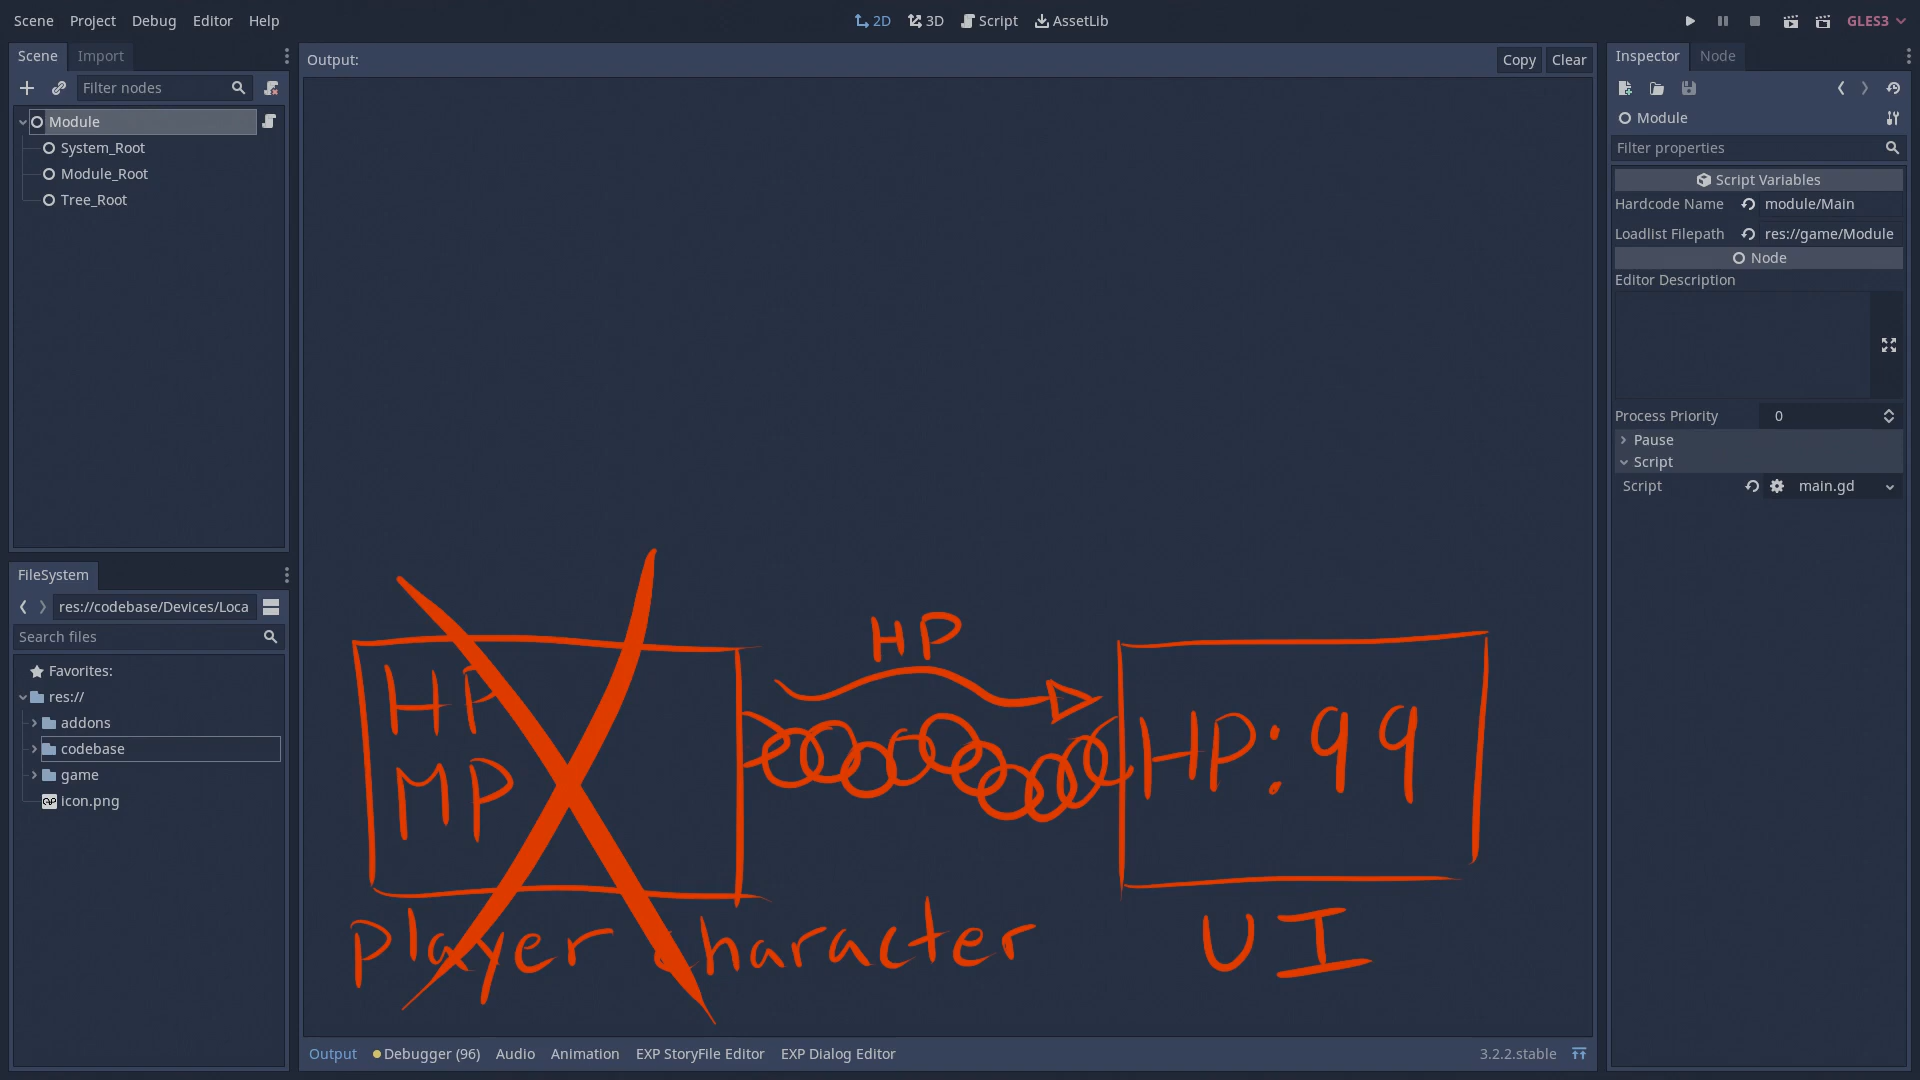 Scene Project Debug Editor Help
2D 3D Script AssetLib
GLES3
Scene Import
Filter nodes
Module
System_Root
Module_Root
Tree_Root
FileSystem
res://codebase/Devices/Loca
Search files
Favorites:
res://
addons
codebase
game
icon.png
Output:
Copy Clear
HP
MP
player character
HP
HP: 99
UI
Output Debugger (96) Audio Animation EXP StoryFile Editor EXP Dialog Editor
3.2.2.stable
Inspector Node
Module
Filter properties
Script Variables
Hardcode Name module/Main
Loadlist Filepath res://game/Module
Node
Editor Description
Process Priority 0
Pause
Script
Script main.gd